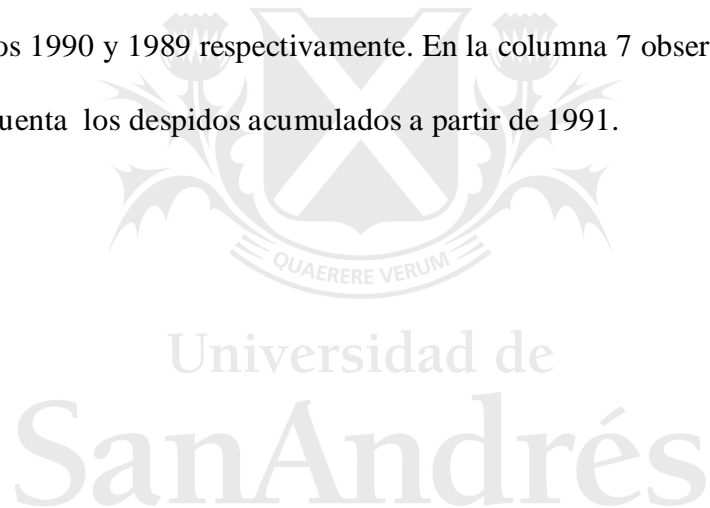 os 1990 y 1989 respectivamente. En la columna 7 obser
uenta los despidos acumulados a partir de 1991.
QUAERERE VERUM
Universidad de
SanAndrés